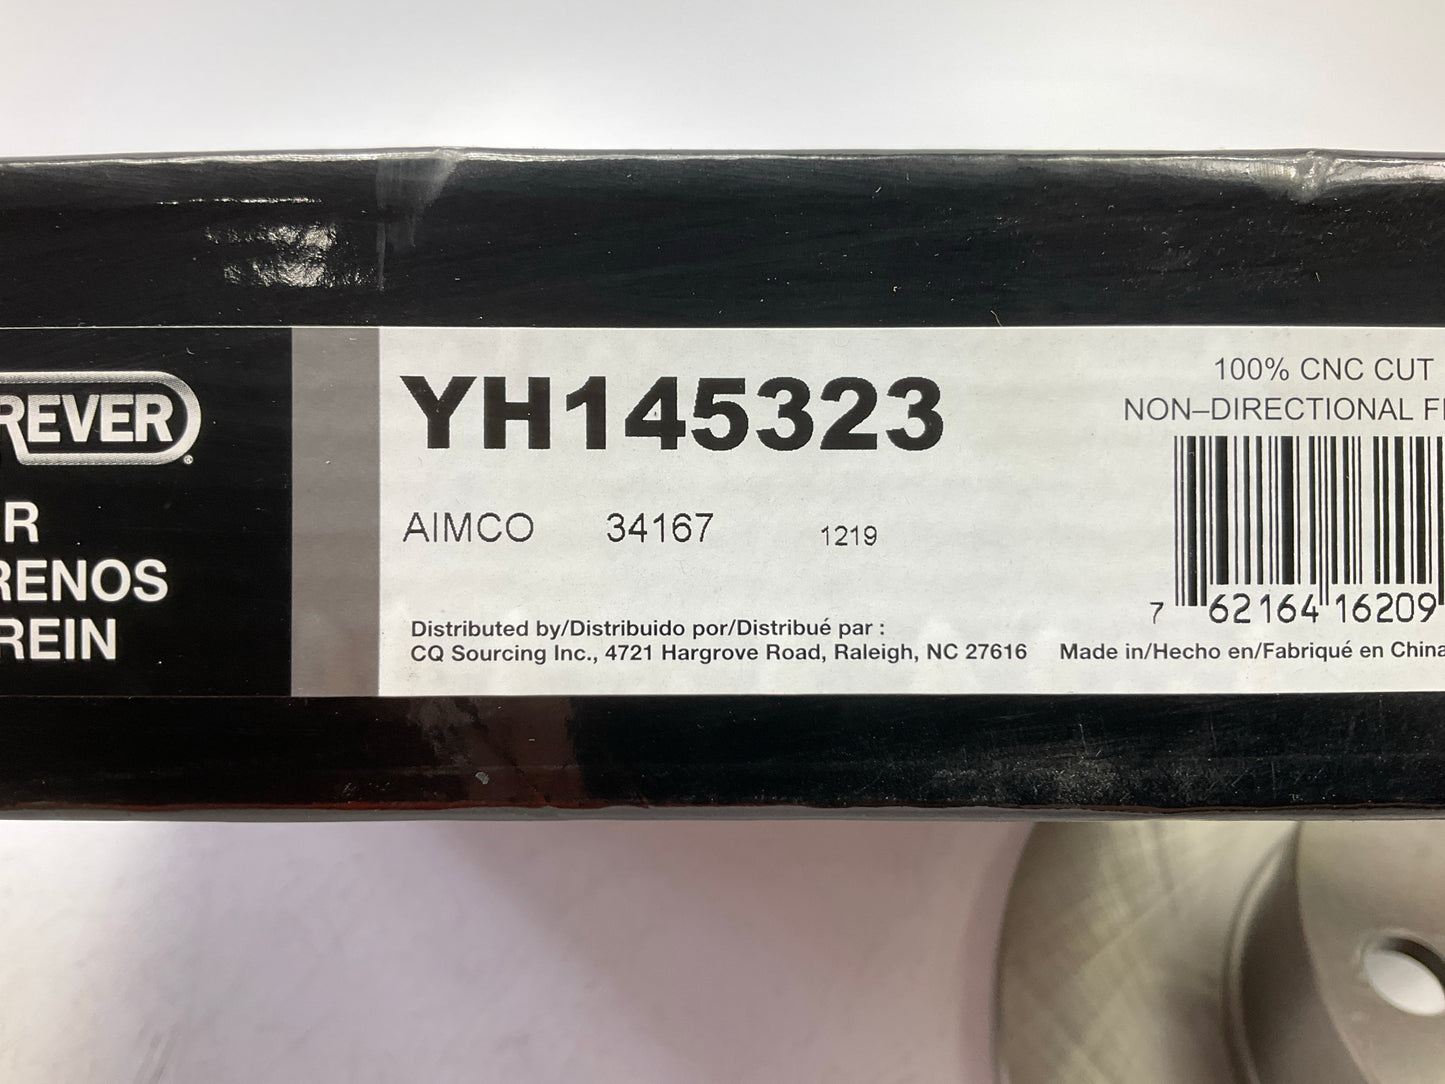 REVER
®
R
RENOS
REIN
YH145323
AIMCO 34167 1219
Distributed by/Distribuido por/Distribué par :
CQ Sourcing Inc., 4721 Hargrove Road, Raleigh, NC 27616
100% CNC CUT
NON–DIRECTIONAL
7 62164 16209
Made in/Hecho en/Fabriqué en China